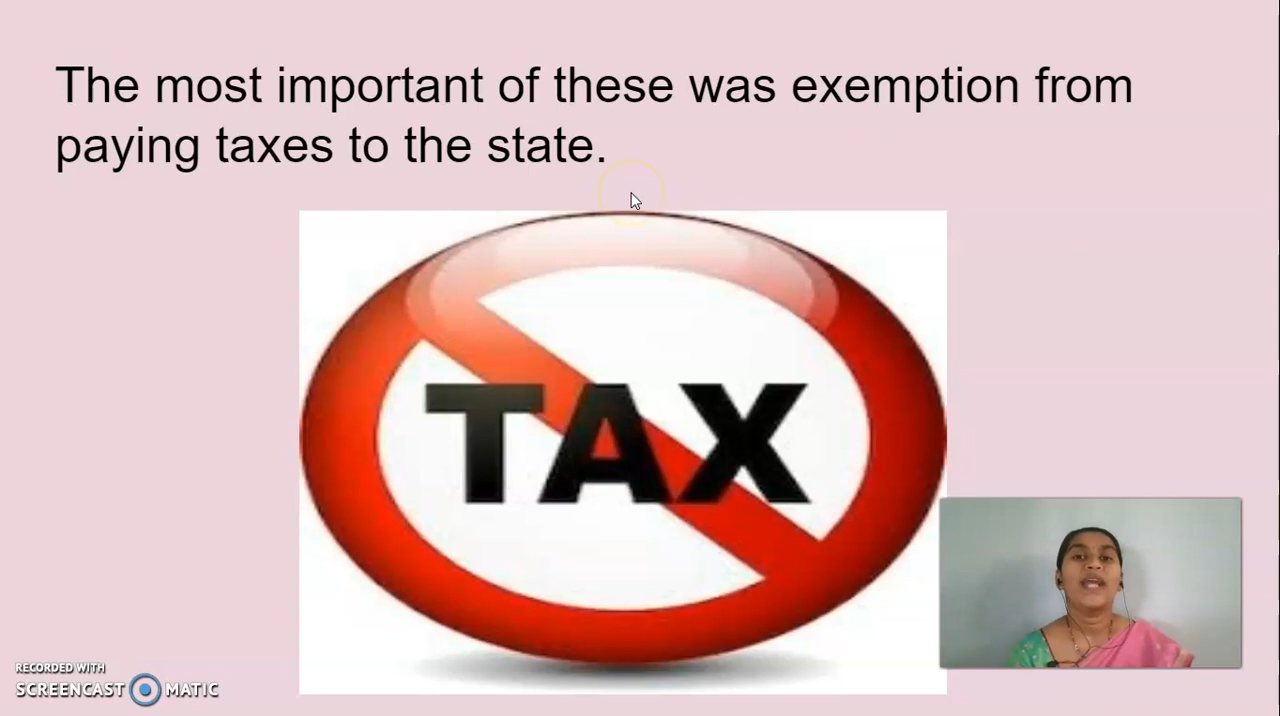 The most important of these was exemption from
paying taxes to the state.
TAX
RECORDED WITH
SCREENCAST MATIC